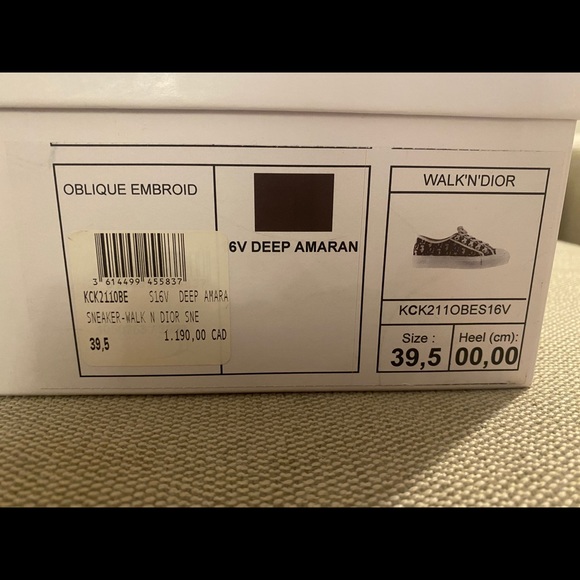 OBLIQUE EMBROID
3 614499 455837
KCK211OBE S16V DEEP AMARA
SNEAKER-WALK N DIOR SNE
1.190,00 CAD
39,5
6V DEEP AMARAN
WALK'N'DIOR
KCK211OBES16V
Size :
39,5
Heel (cm):
00,00